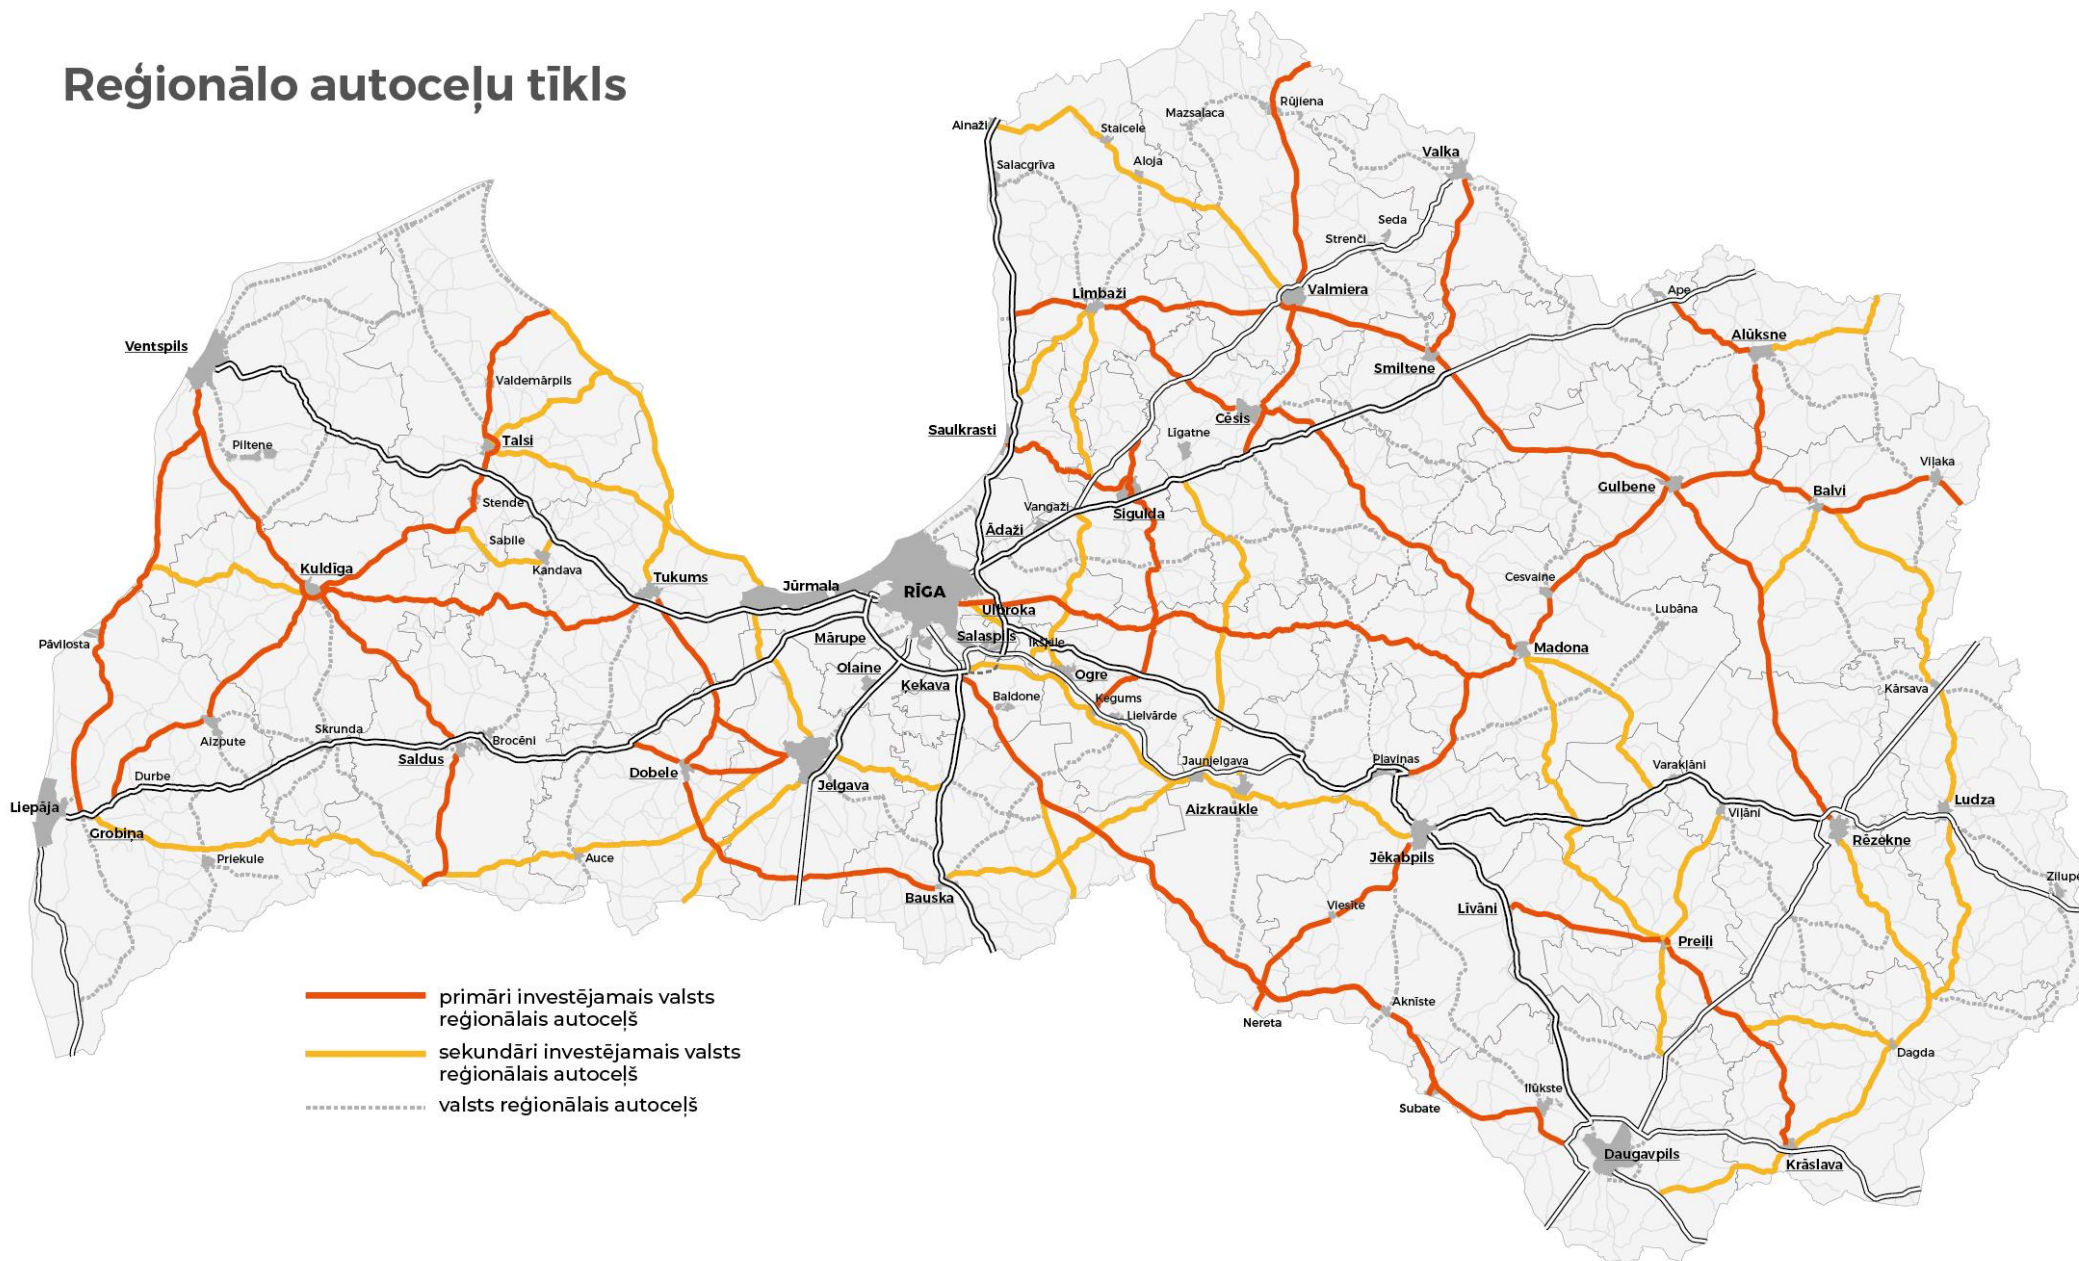 Reģionālo autoceļu tīkls
Rūjiena
Mazsalaca
Ainaži
Staicele
Valka
Aloja
Salacgrīva
Seda
Strenči
Ape
Limbaži
Valmiera
Alūksne
Ventspils
Smiltene
Valdemārpils
Cēsis
Saulkrasti
Līgatne
Talsi
Piltene
Viļaka
Gulbene
Balvi
Stende
Vangaži
Sigulda
Ādaži
Sabile
Kandava
Kuldīga
Tukums
Jūrmala
RĪGA
Cesvaine
Ulbroka
Lubāna
Mārupe
Salaspils
Ikšķile
Pāvilosta
Madona
Olaine
Ķekava
Ogre
Kārsava
Baldone
Ķegums
Lielvārde
Skrunda
Aizpute
Brocēni
Saldus
Jaunjelgava
Pļaviņas
Varakļāni
Durbe
Dobele
Jelgava
Liepāja
Aizkraukle
Viļāni
Ludza
Grobiņa
Rēzekne
Priekule
Auce
Jēkabpils
Zilupe
Bauska
Viesīte
Līvāni
Preiļi
primāri investējamais valsts
reģionālais autoceļš
Aknīste
Nereta
sekundāri investējamais valsts
reģionālais autoceļš
Dagda
Ilūkste
valsts reģionālais autoceļš
Subate
Daugavpils
Krāslava